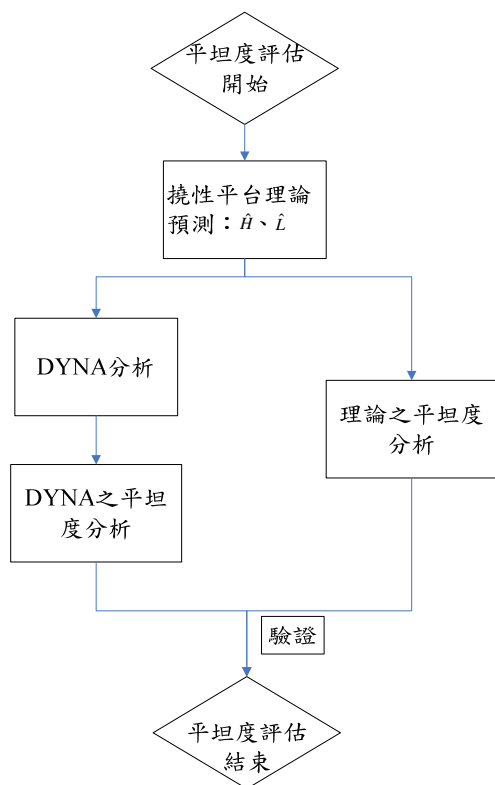 平坦度評估
開始
撓性平台理論
預測：Ĥ、L̂
DYNA分析
理論之平坦度
分析
DYNA之平坦
度分析
驗證
平坦度評估
結束